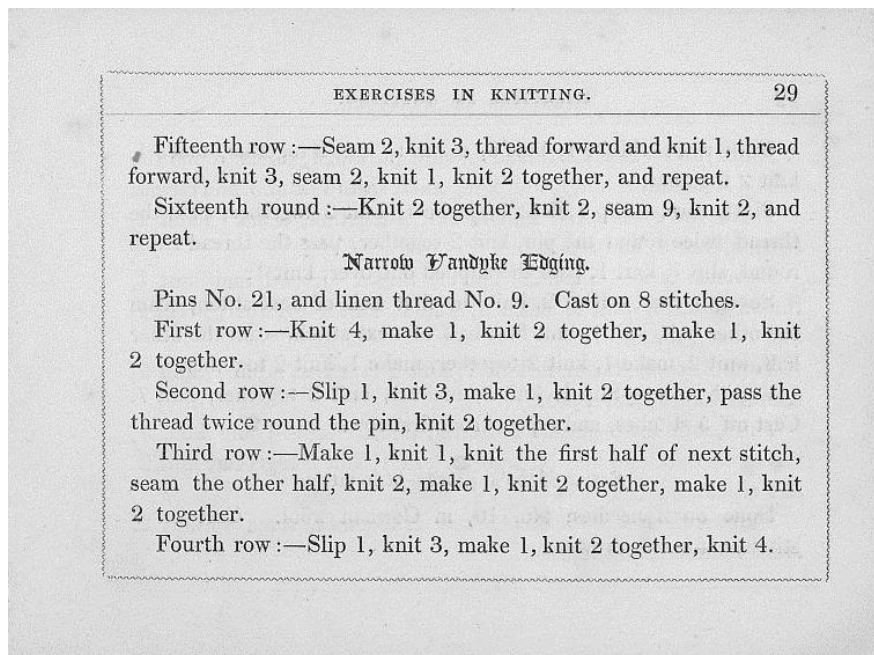 EXERCISES IN KNITTING. 29
Fifteenth row :—Seam 2, knit 3, thread forward and knit 1, thread
forward, knit 3, seam 2, knit 1, knit 2 together, and repeat.
Sixteenth round :—Knit 2 together, knit 2, seam 9, knit 2, and
repeat.
Narrow Vandyke Edging.
Pins No. 21, and linen thread No. 9. Cast on 8 stitches.
First row :—Knit 4, make 1, knit 2 together, make 1, knit
2 together.
Second row :—Slip 1, knit 3, make 1, knit 2 together, pass the
thread twice round the pin, knit 2 together.
Third row :—Make 1, knit 1, knit the first half of next stitch,
seam the other half, knit 2, make 1, knit 2 together, make 1, knit
2 together.
Fourth row :—Slip 1, knit 3, make 1, knit 2 together, knit 4.